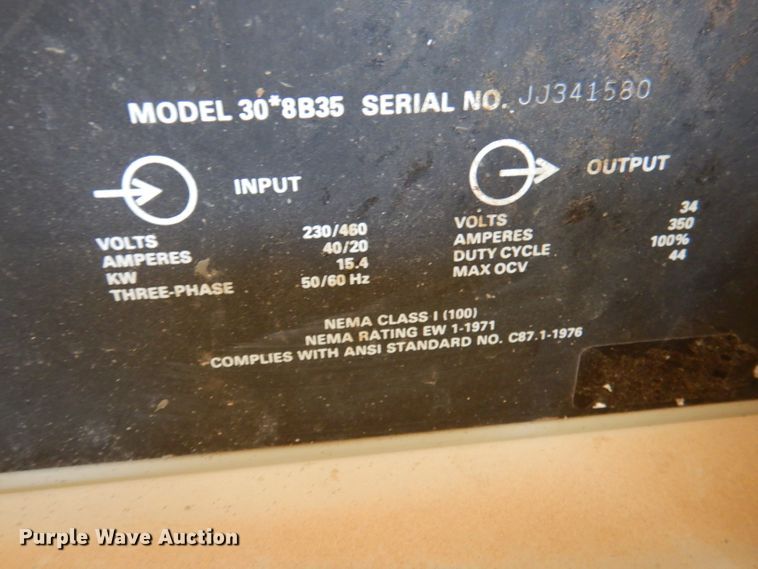 MODEL 30*8B35 SERIAL NO. JJ341580
INPUT
VOLTS 230/460
AMPERES 40/20
KW 15.4
THREE-PHASE 50/60 Hz
OUTPUT
VOLTS 34
AMPERES 350
DUTY CYCLE 100%
MAX OCV 44
NEMA CLASS I (100)
NEMA RATING EW 1-1971
COMPLIES WITH ANSI STANDARD NO. C87.1-1976
Purple Wave Auction